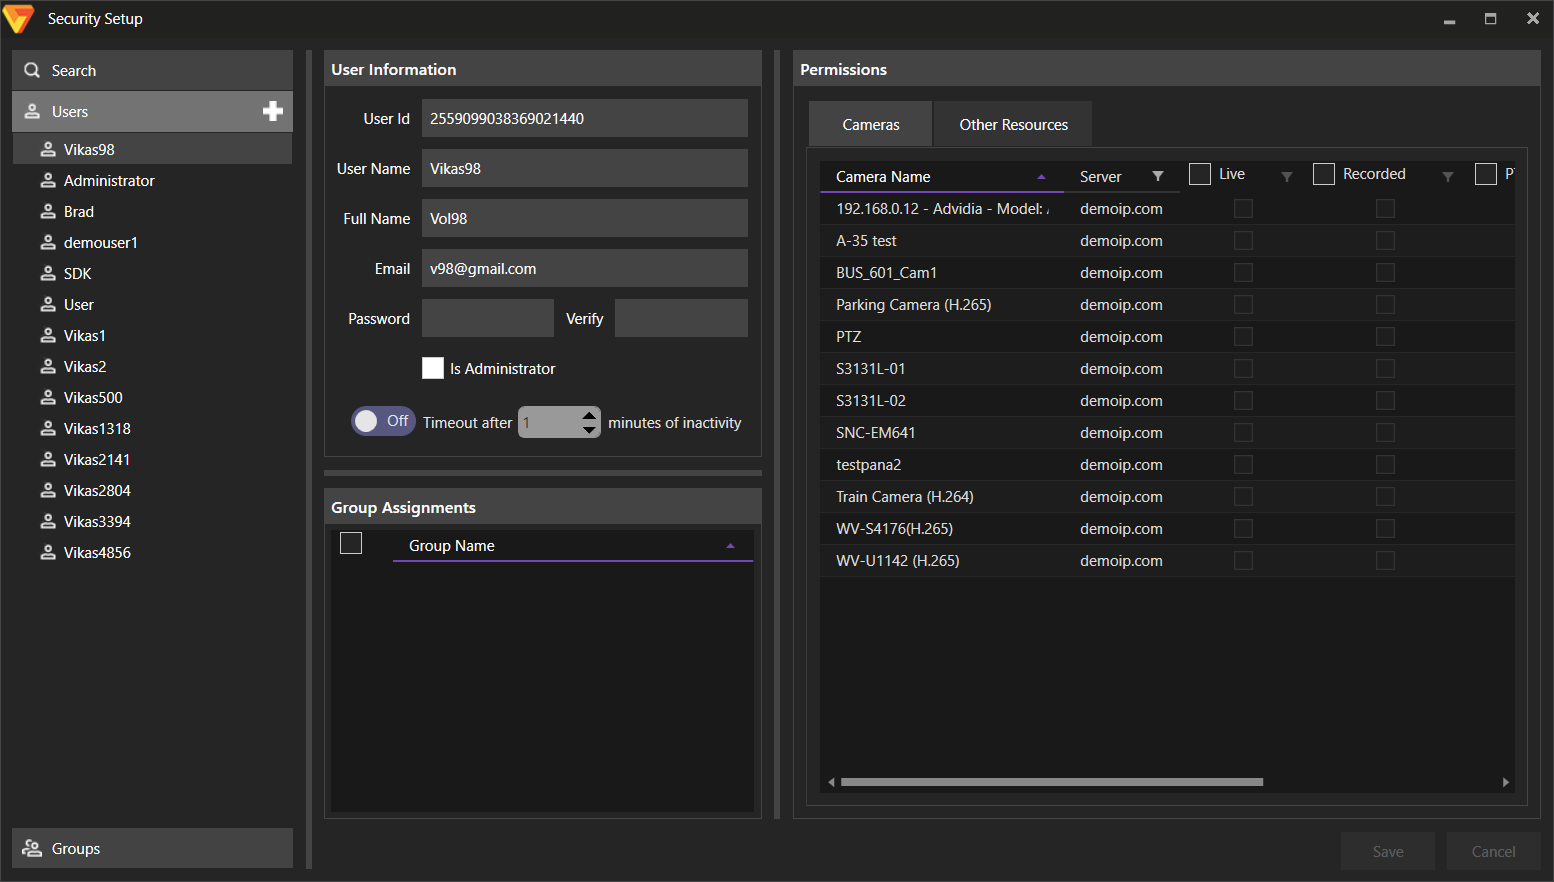 Security Setup
Search
Users
Vikas98
Administrator
Brad
demouser1
SDK
User
Vikas1
Vikas2
Vikas500
Vikas1318
Vikas2141
Vikas2804
Vikas3394
Vikas4856
Groups
User Information
User Id 2559099038369021440
User Name Vikas98
Full Name Vol98
Email v98@gmail.com
Password Verify
Is Administrator
Off Timeout after 1 minutes of inactivity
Group Assignments
Group Name
Permissions
Cameras Other Resources
Camera Name Server Live Recorded
192.168.0.12 - Advidia - Model: demoip.com
A-35 test demoip.com
BUS_601_Cam1 demoip.com
Parking Camera (H.265) demoip.com
PTZ demoip.com
S3131L-01 demoip.com
S3131L-02 demoip.com
SNC-EM641 demoip.com
testpana2 demoip.com
Train Camera (H.264) demoip.com
WV-S4176(H.265) demoip.com
WV-U1142 (H.265) demoip.com
Save Cancel